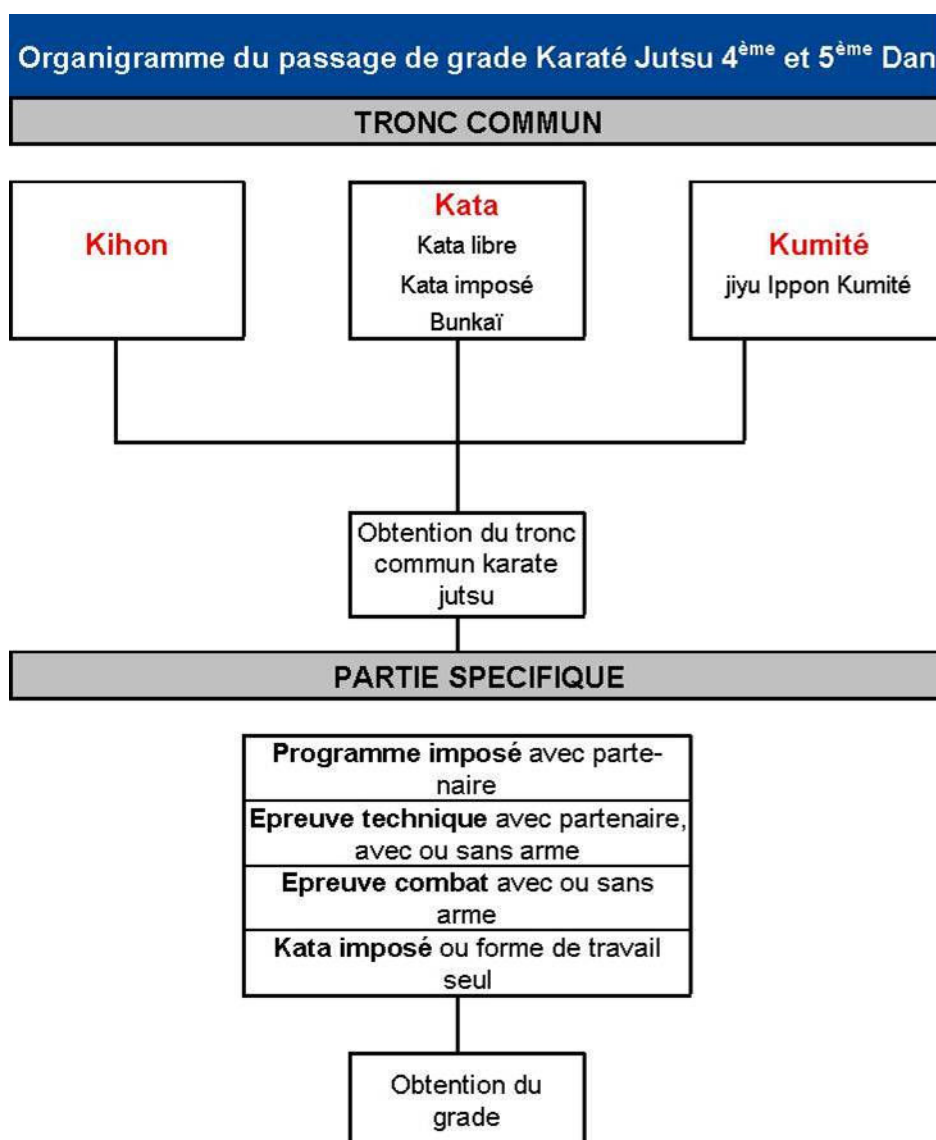 Organigramme du passage de grade Karaté Jutsu 4ème et 5ème Dan
TRONC COMMUN
Kihon
Kata
Kata libre
Kata imposé
Bunkaï
Kumité
jiyu Ippon Kumité
Obtention du tronc
commun karate
jutsu
PARTIE SPECIFIQUE
Programme imposé avec parte-
naire
Epreuve technique avec partenaire,
avec ou sans arme
Epreuve combat avec ou sans
arme
Kata imposé ou forme de travail
seul
Obtention du
grade